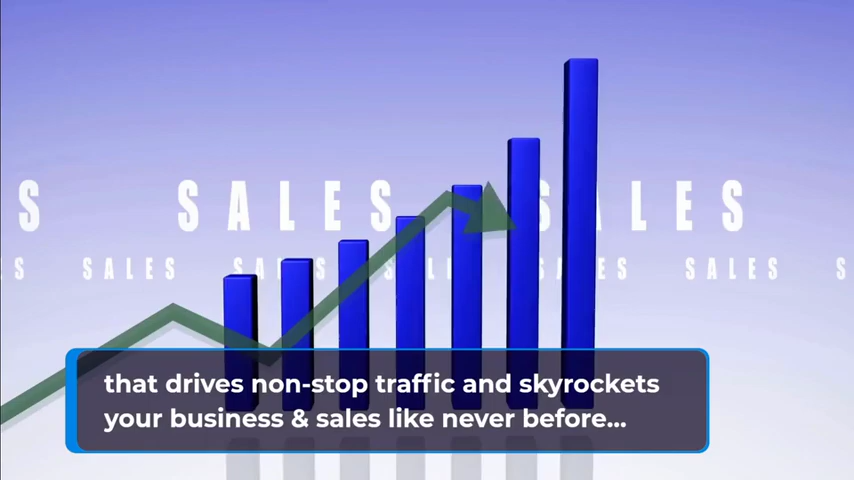 S SALES SALES
ES SALES SALES SALES SALES SALES S
that drives non-stop traffic and skyrockets
your business & sales like never before...